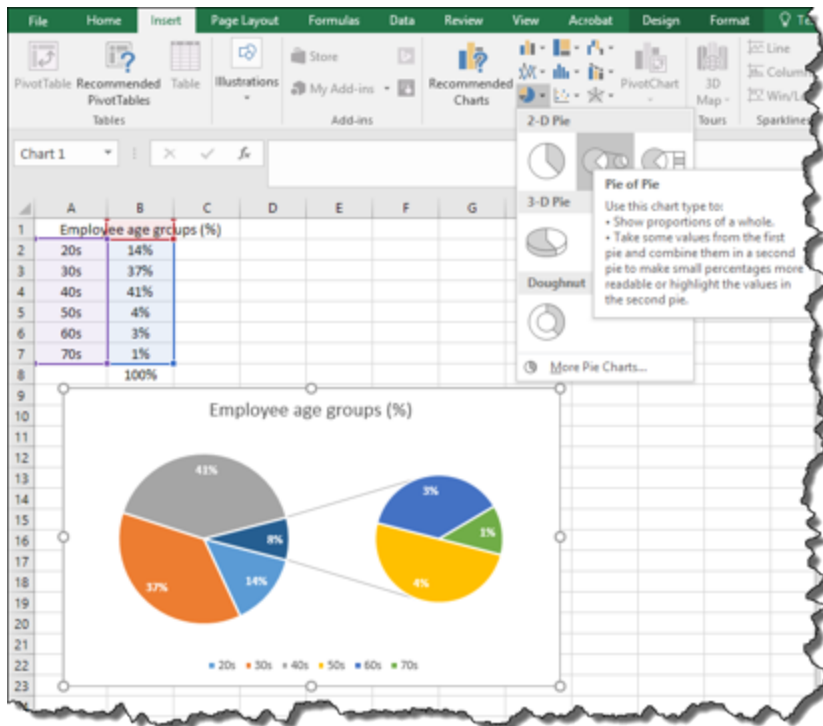 File Home Insert Page Layout Formulas Data Review View Acrobat Design Format
PivotTable Recommended PivotTables Table
Tables
Illustrations
Store
My Add-ins
Add-ins
Recommended Charts
PivotChart
3D Map
Tours
Line
Column
Win/
Sparklines
Chart 1
fx
2-D Pie
3-D Pie
Doughnut
More Pie Charts...
Pie of Pie
Use this chart type to:
• Show proportions of a whole.
• Take some values from the first
pie and combine them in a second
pie to make small percentages more
readable or highlight the values in
the second pie.
A B C D E F G
1 Employee age groups (%)
2 20s 14%
3 30s 37%
4 40s 41%
5 50s 4%
6 60s 3%
7 70s 1%
8 100%
9
10
11
12
13
14
15
16
17
18
19
20
21
22
23
Employee age groups (%)
41%
3%
8%
1%
37%
14%
4%
20s 30s 40s 50s 60s 70s